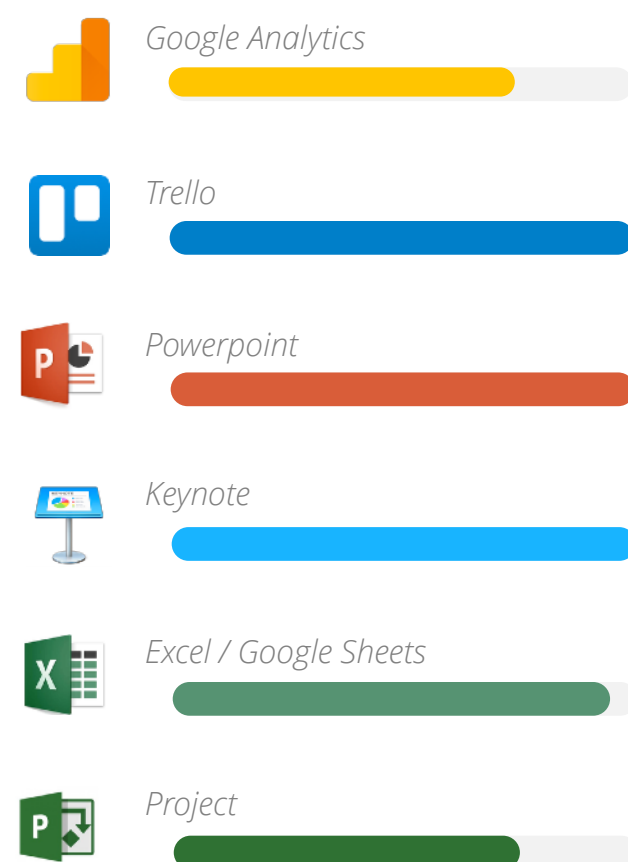 Google Analytics
Trello
Powerpoint
P
Keynote
Excel / Google Sheets
X
Project
P